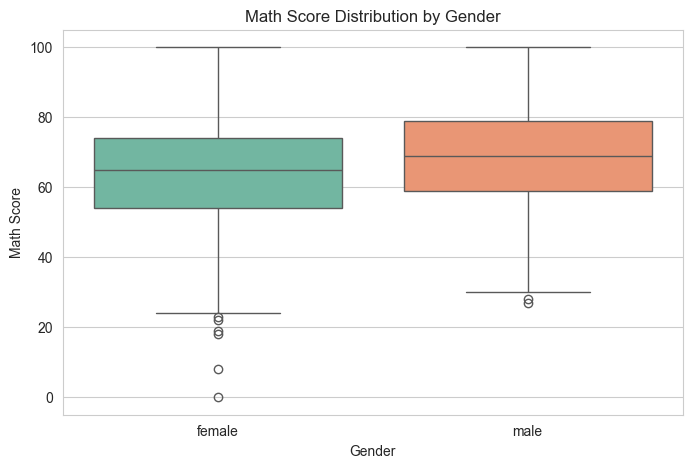 Math Score Distribution by Gender
100
80
60
40
20
0
Math Score
female
male
Gender